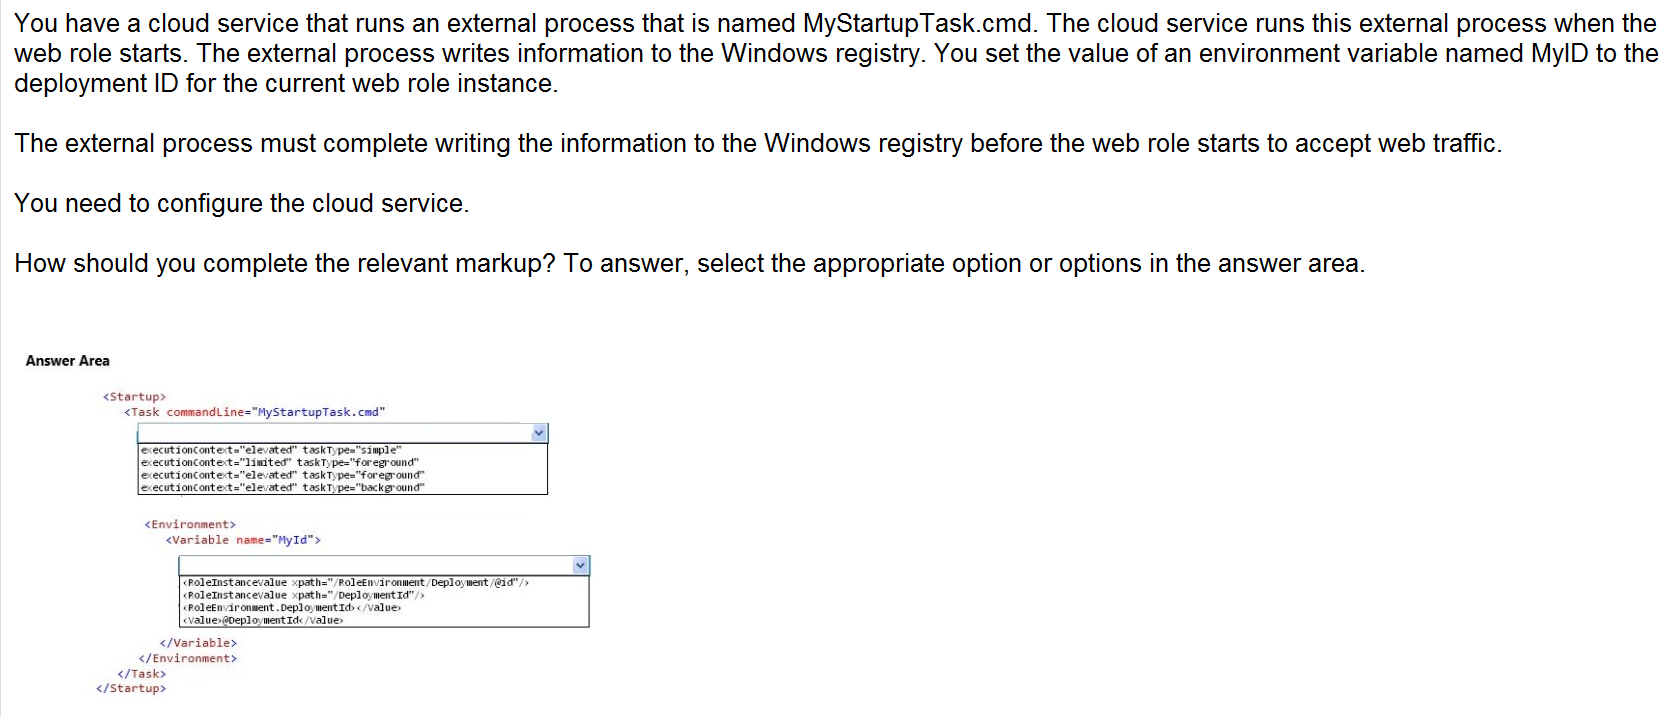 You have a cloud service that runs an external process that is named MyStartupTask.cmd. The cloud service runs this external process when the
web role starts. The external process writes information to the Windows registry. You set the value of an environment variable named MyID to the
deployment ID for the current web role instance.
The external process must complete writing the information to the Windows registry before the web role starts to accept web traffic.
You need to configure the cloud service.
How should you complete the relevant markup? To answer, select the appropriate option or options in the answer area.
Answer Area
<Startup>
<Task commandLine="MyStartupTask.cmd"
executionContext="elevated" taskType="simple"
executionContext="limited" taskType="foreground"
executionContext="elevated" taskType="foreground"
executionContext="elevated" taskType="background"
<Environment>
<Variable name="MyId">
<RoleInstanceValue xpath="/RoleEnvironment/Deployment/@id"/>
<RoleInstanceValue xpath="/DeploymentId"/>
<RoleEnvironment.DeploymentId></Value>
<Value>@DeploymentId</Value>
</Variable>
</Environment>
</Task>
</Startup>